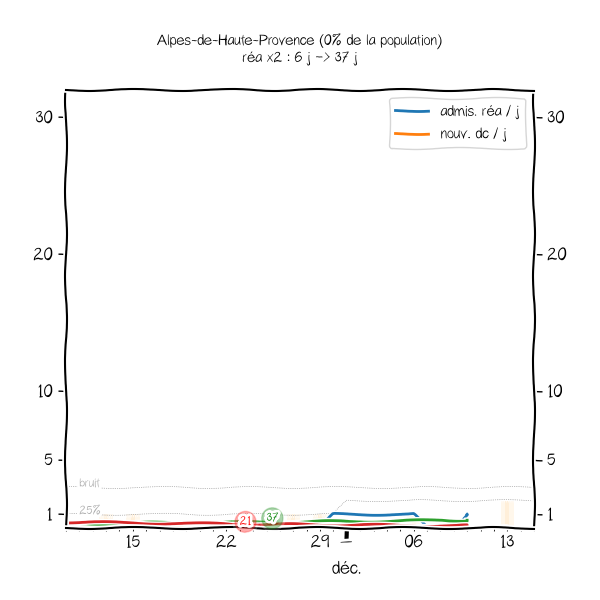 Alpes-de-Haute-Provence (0% de la population)
réa x2 : 6 j -> 37 j
admis. réa / j
nouv. dc / j
30 30
20 20
10 10
5 5
bruit
25%
1 1
21 37
15 22 29 06 13
déc.